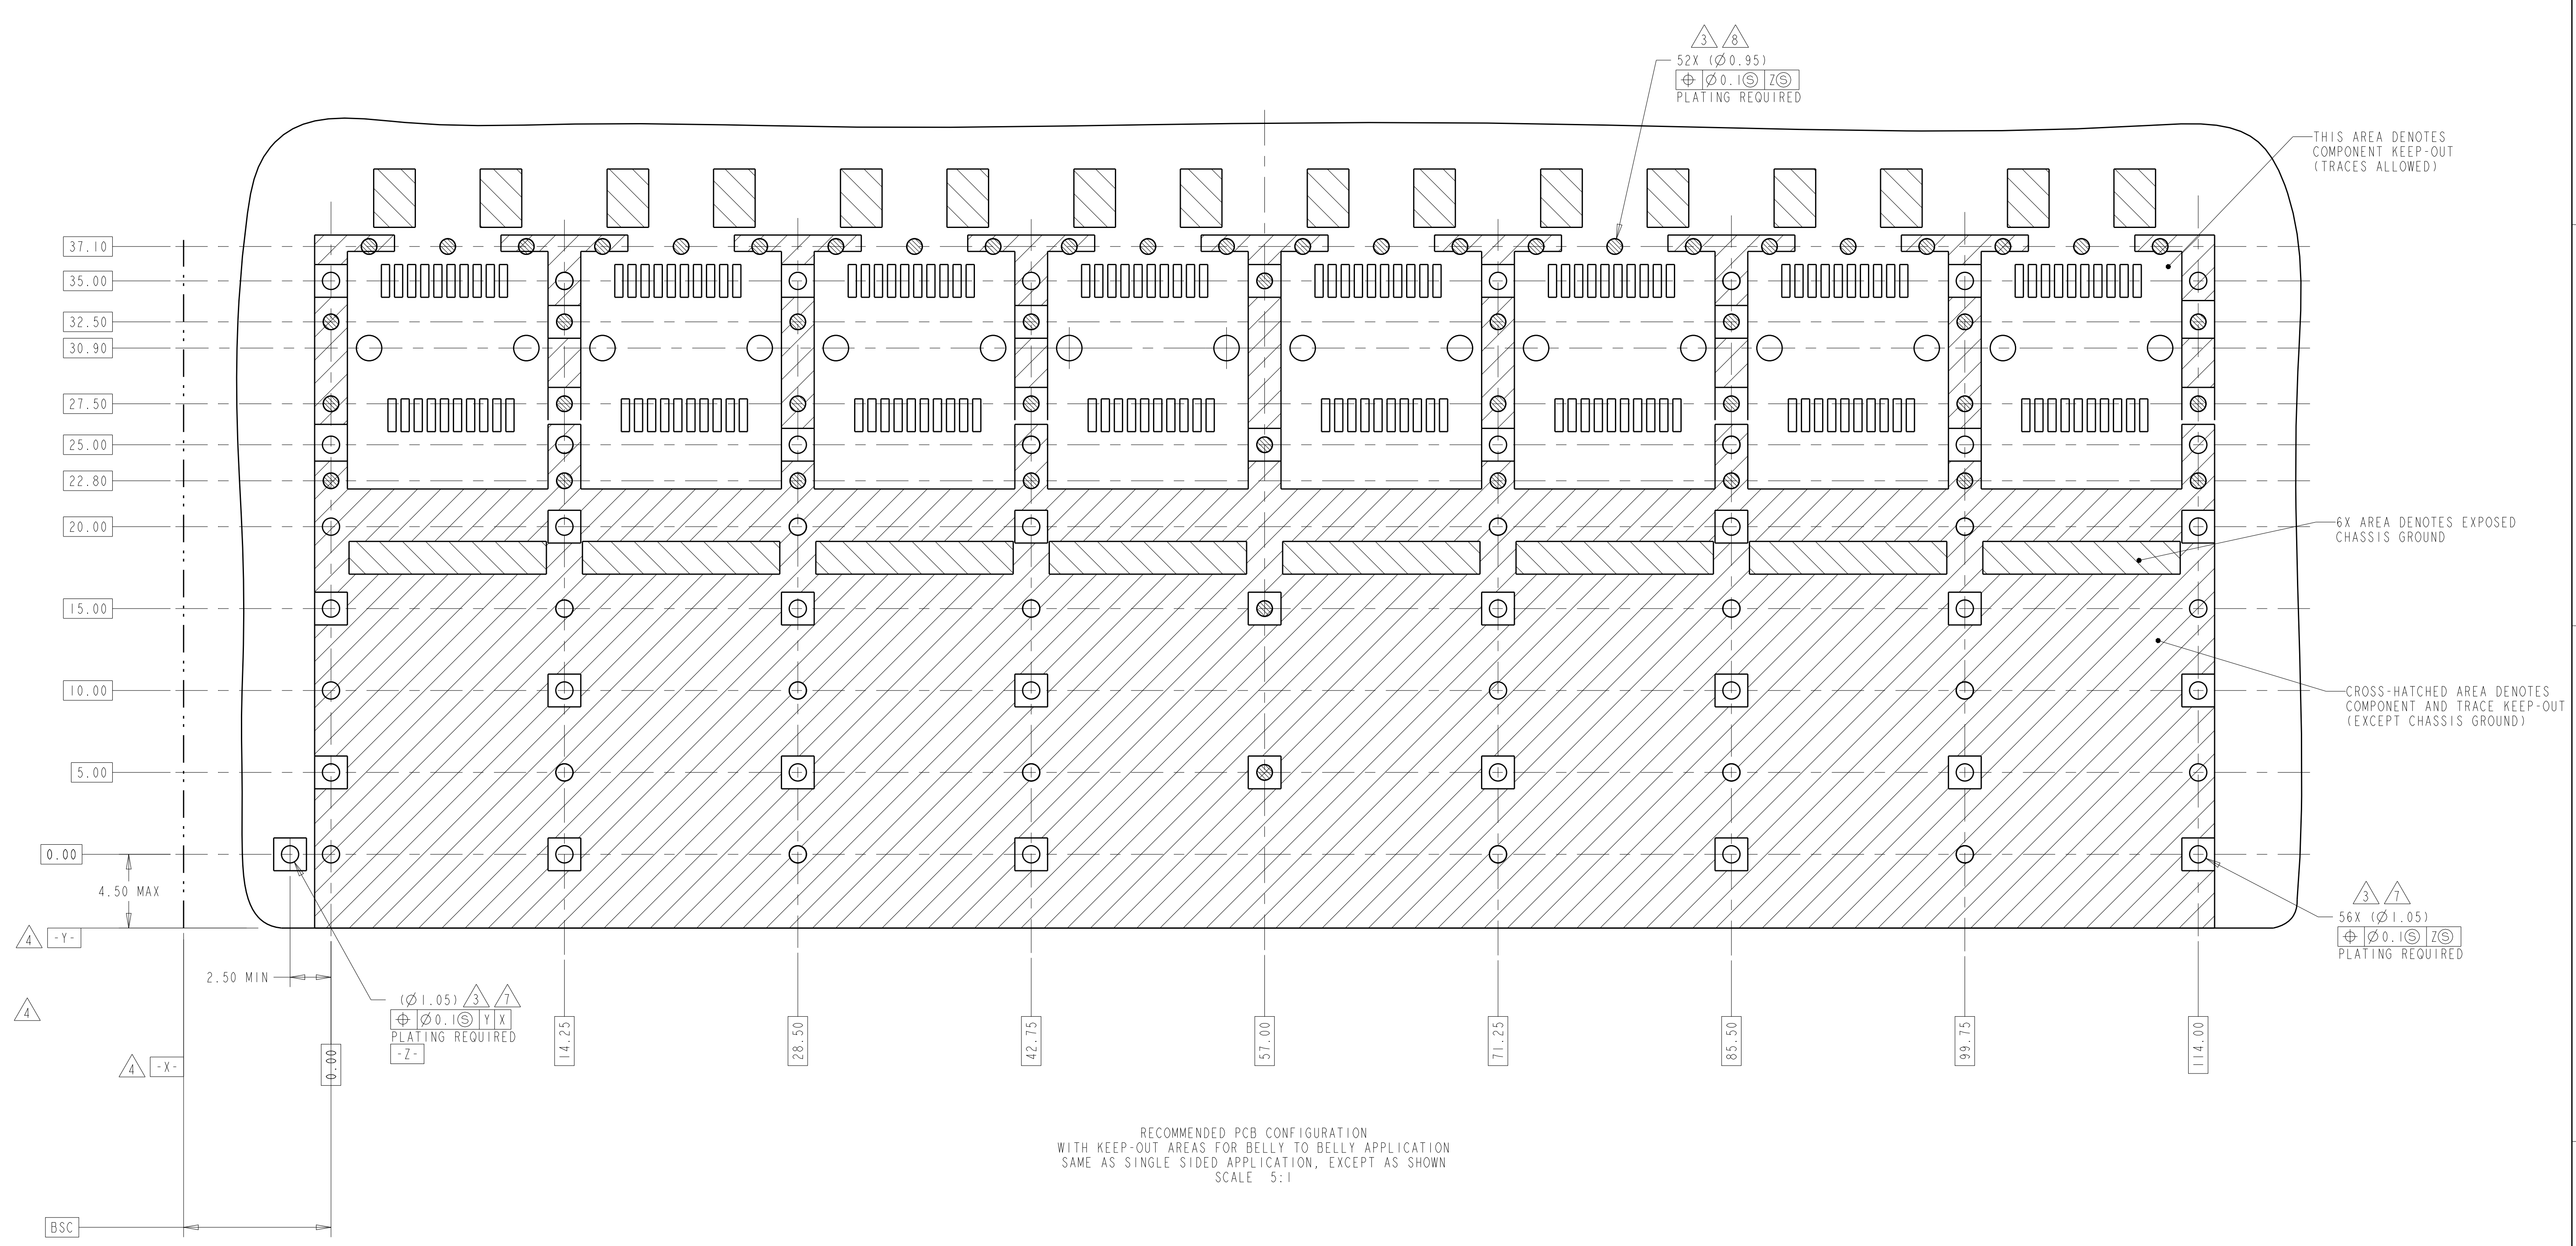 3 8
52X (Ø0.95)
⌖ Ø0.1Ⓢ ZⓈ
PLATING REQUIRED
THIS AREA DENOTES
COMPONENT KEEP-OUT
(TRACES ALLOWED)
37.10
35.00
32.50
30.90
27.50
25.00
22.80
20.00
6X AREA DENOTES EXPOSED
CHASSIS GROUND
15.00
10.00
CROSS-HATCHED AREA DENOTES
COMPONENT AND TRACE KEEP-OUT
(EXCEPT CHASSIS GROUND)
5.00
0.00
4.50 MAX
3 7
56X (Ø1.05)
⌖ Ø0.1Ⓢ ZⓈ
PLATING REQUIRED
4 -Y-
2.50 MIN
(Ø1.05) 3 7
⌖ Ø0.1Ⓢ Y X
PLATING REQUIRED
-Z-
4
4 -X-
0.00
14.25
28.50
42.75
57.00
71.25
85.50
99.75
114.00
RECOMMENDED PCB CONFIGURATION
WITH KEEP-OUT AREAS FOR BELLY TO BELLY APPLICATION
SAME AS SINGLE SIDED APPLICATION, EXCEPT AS SHOWN
SCALE 5:1
BSC